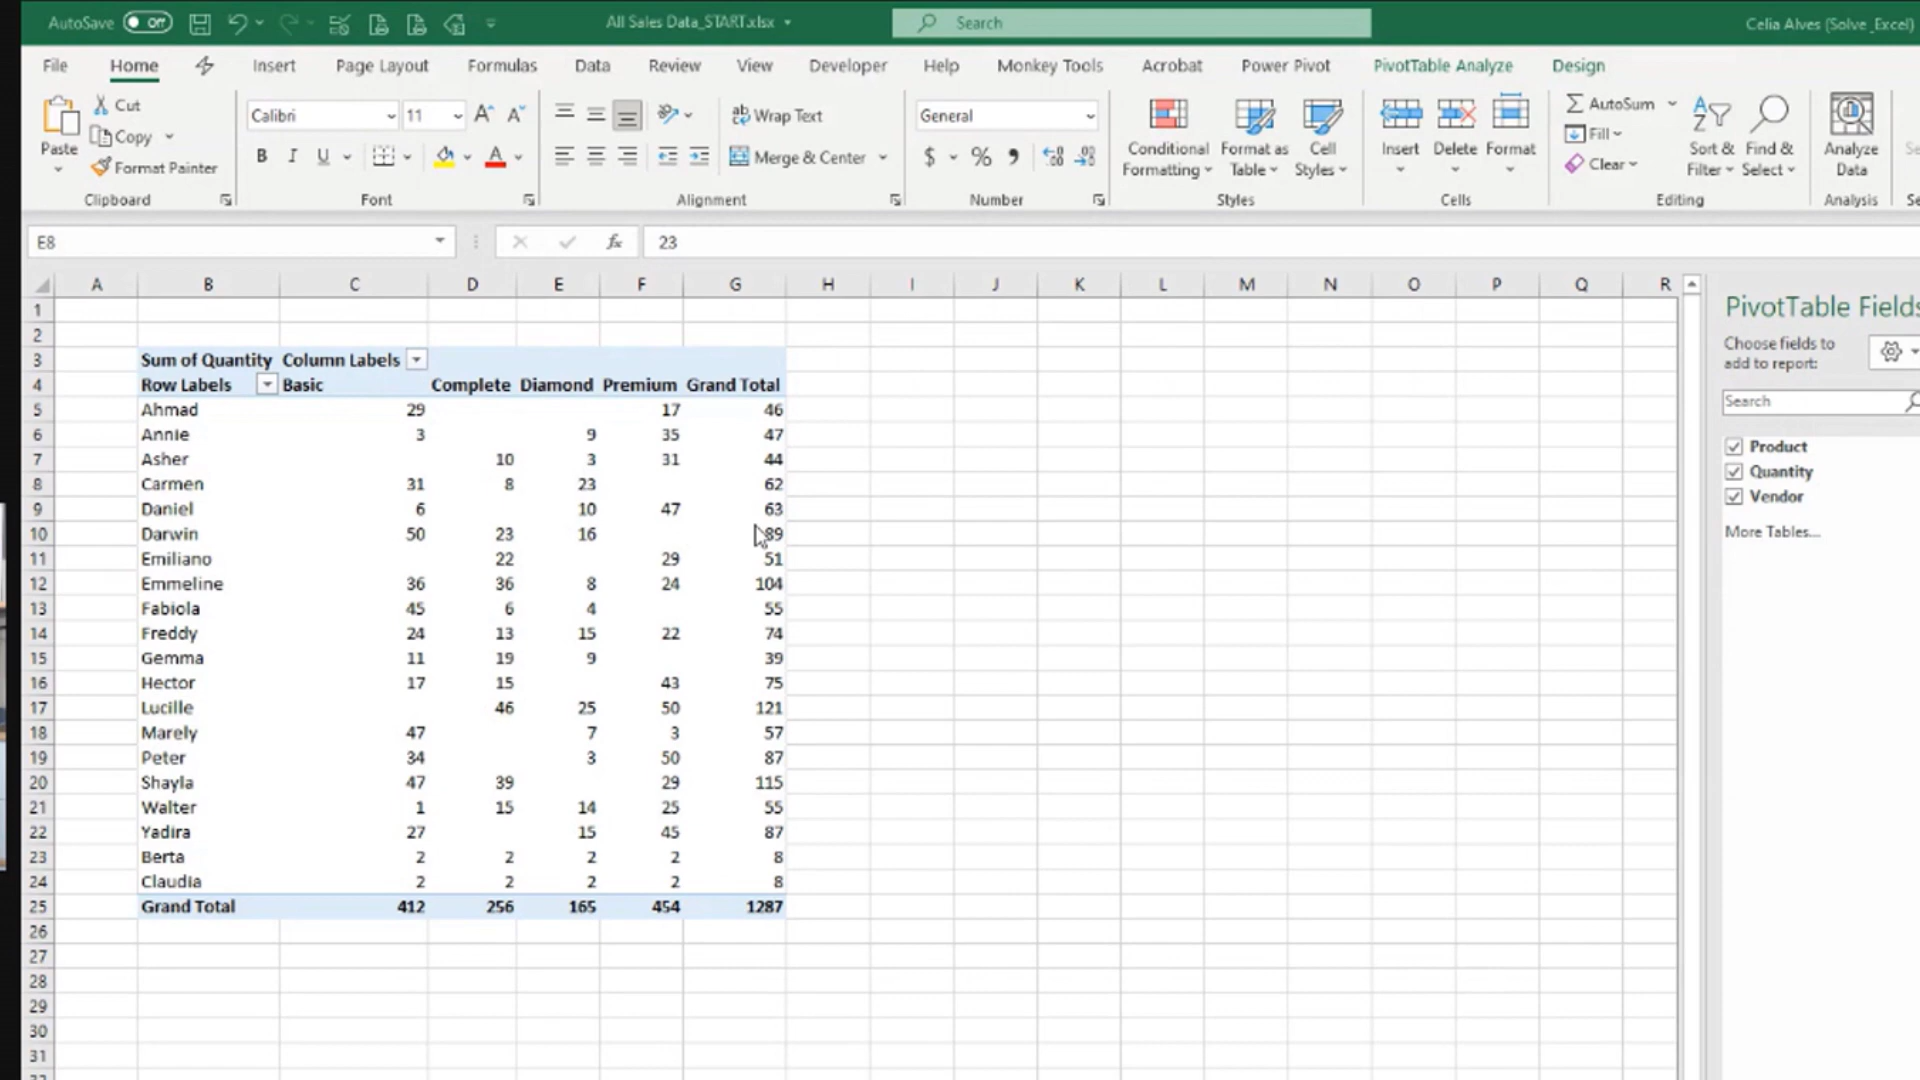 AutoSave Off All Sales Data_START.xlsx Search Celia Alves (Solve_Excel)
File Home Insert Page Layout Formulas Data Review View Developer Help Monkey Tools Acrobat Power Pivot PivotTable Analyze Design
Paste
Cut
Copy
Format Painter
Clipboard
Calibri 11
B I U
Font
Wrap Text
Merge & Center
Alignment
General
$ % 9
Number
Conditional Formatting
Format as Table
Cell Styles
Styles
Insert Delete Format
Cells
AutoSum
Fill
Clear
Sort & Filter
Find & Select
Editing
Analyze Data
Analysis
E8 fx 23
A B C D E F G H I J K L M N O P Q R
1
2
3 Sum of Quantity Column Labels
4 Row Labels Basic Complete Diamond Premium Grand Total
5 Ahmad 29 17 46
6 Annie 3 9 35 47
7 Asher 10 3 31 44
8 Carmen 31 8 23 62
9 Daniel 6 10 47 63
10 Darwin 50 23 16 89
11 Emiliano 22 29 51
12 Emmeline 36 36 8 24 104
13 Fabiola 45 6 4 55
14 Freddy 24 13 15 22 74
15 Gemma 11 19 9 39
16 Hector 17 15 43 75
17 Lucille 46 25 50 121
18 Marely 47 7 3 57
19 Peter 34 3 50 87
20 Shayla 47 39 29 115
21 Walter 1 15 14 25 55
22 Yadira 27 15 45 87
23 Berta 2 2 2 2 8
24 Claudia 2 2 2 2 8
25 Grand Total 412 256 165 454 1287
26
27
28
29
30
31
PivotTable Fields
Choose fields to
add to report:
Search
Product
Quantity
Vendor
More Tables...